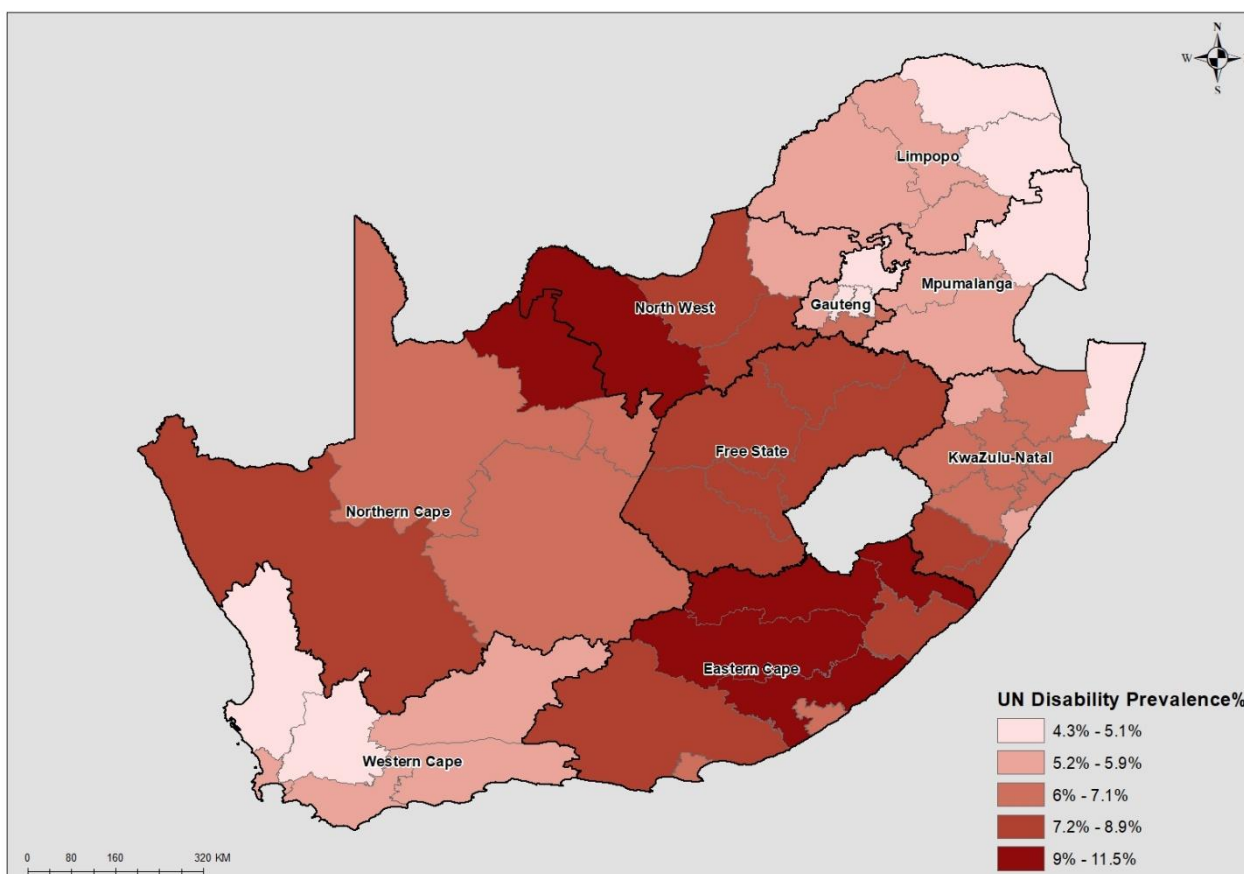 N
W
S
Limpopo
Mpumalanga
Gauteng
North West
Free State
KwaZulu-Natal
Northern Cape
Eastern Cape
Western Cape
UN Disability Prevalence%
4.3% - 5.1%
5.2% - 5.9%
6% - 7.1%
7.2% - 8.9%
9% - 11.5%
0 80 160 320 KM